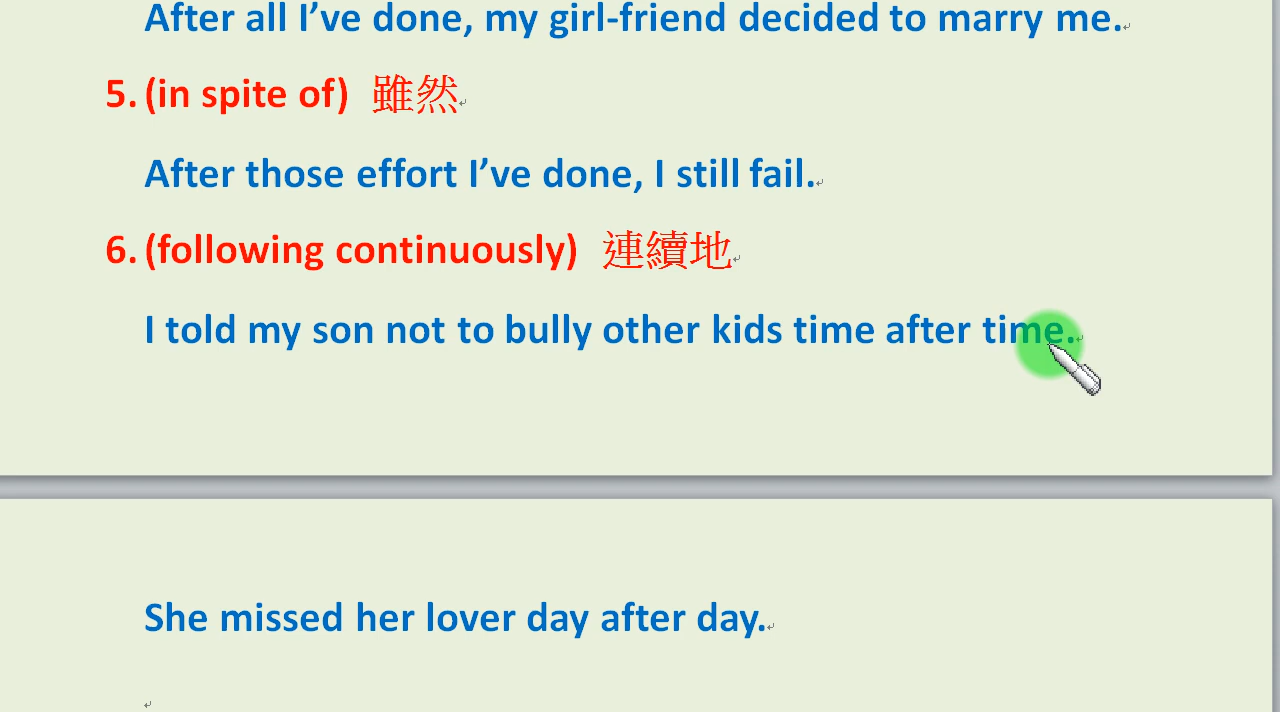 After all I’ve done, my girl-friend decided to marry me.
5. (in spite of) 雖然
After those effort I’ve done, I still fail.
6. (following continuously) 連續地
I told my son not to bully other kids time after time.
She missed her lover day after day.